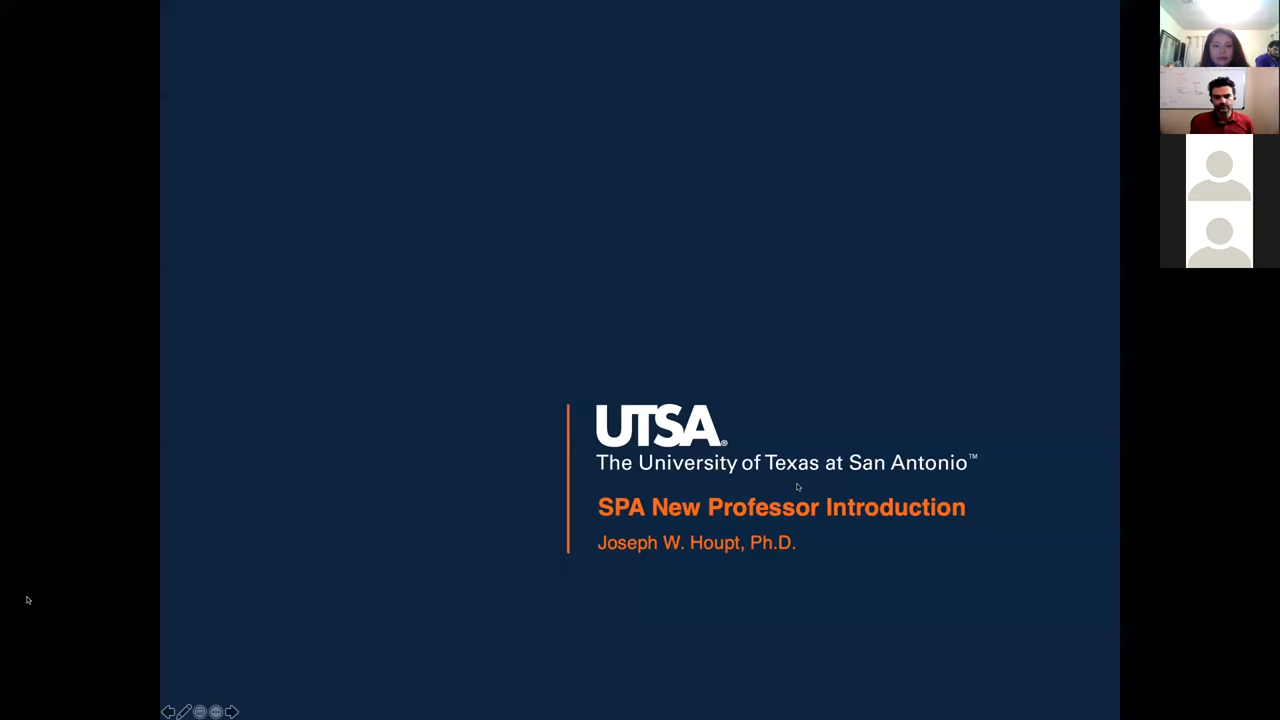 UTSA®
The University of Texas at San Antonio™
SPA New Professor Introduction
Joseph W. Houpt, Ph.D.